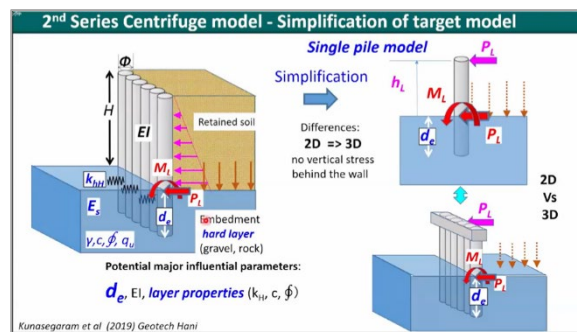 2nd Series Centrifuge model - Simplification of target model
Φ
H
EI
Retained soil
k_hH
E_s
M_L
P_L
d_e
γ, c, ∮, q_u
Embedment
hard layer
(gravel, rock)
Potential major influential parameters:
d_e, EI, layer properties (k_H, c, ∮)
Kunasegaram et al (2019) Geotech Hani
Simplification
Differences:
2D => 3D
no vertical stress
behind the wall
Single pile model
P_L
h_L
M_L
P_L
d_e
2D
Vs
3D
P_L
M_L
P_L
d_e